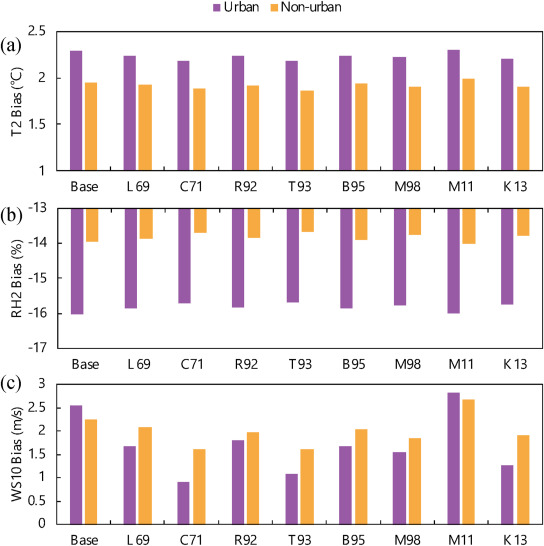 Urban Non-urban
(a)
T2 Bias (°C)
2.5
2
1.5
1
Base L 69 C71 R92 T93 B95 M98 M11 K 13
(b)
RH2 Bias (%)
-13
-14
-15
-16
-17
Base L 69 C71 R92 T93 B95 M98 M11 K 13
(c)
WS10 Bias (m/s)
3
2.5
2
1.5
1
0.5
0
Base L 69 C71 R92 T93 B95 M98 M11 K 13